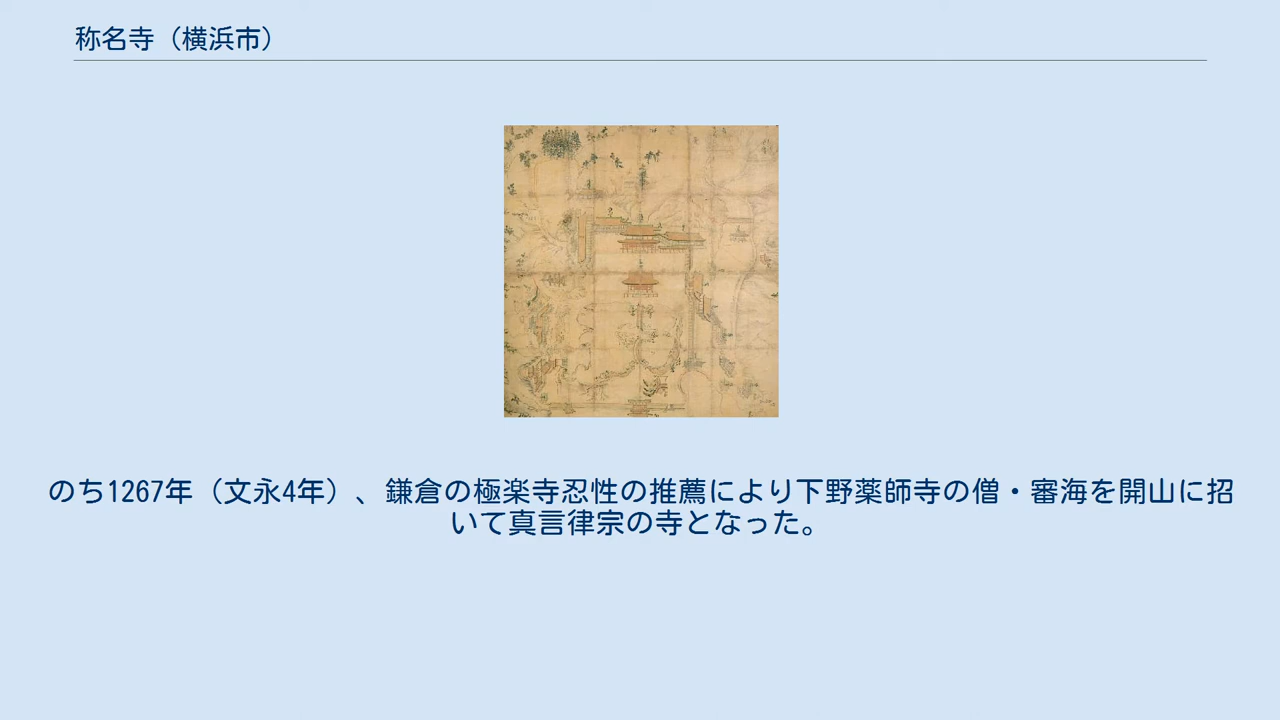 称名寺（横浜市）
のち1267年（文永4年）、鎌倉の極楽寺忍性の推薦により下野薬師寺の僧・審海を開山に招
いて真言律宗の寺となった。